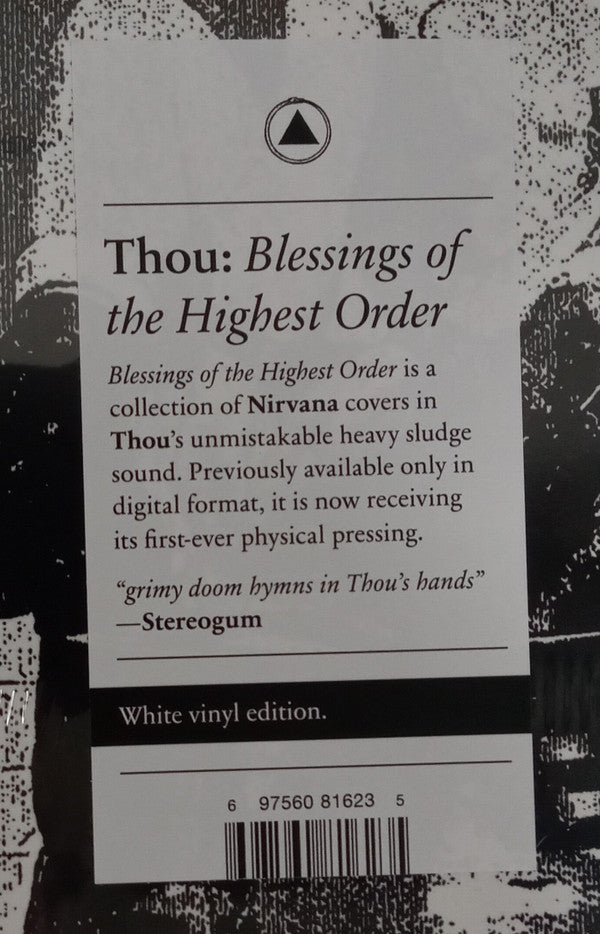 Thou: Blessings of
the Highest Order
Blessings of the Highest Order is a
collection of Nirvana covers in
Thou’s unmistakable heavy sludge
sound. Previously available only in
digital format, it is now receiving
its first-ever physical pressing.
“grimy doom hymns in Thou’s hands”
—Stereogum
White vinyl edition.
6 97560 81623 5